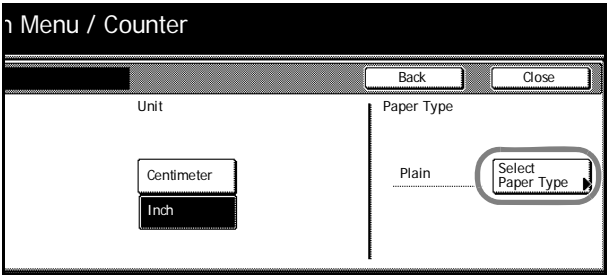 n Menu / Counter
Back
Close
Unit
Paper Type
Centimeter
Inch
Plain
Select
Paper Type